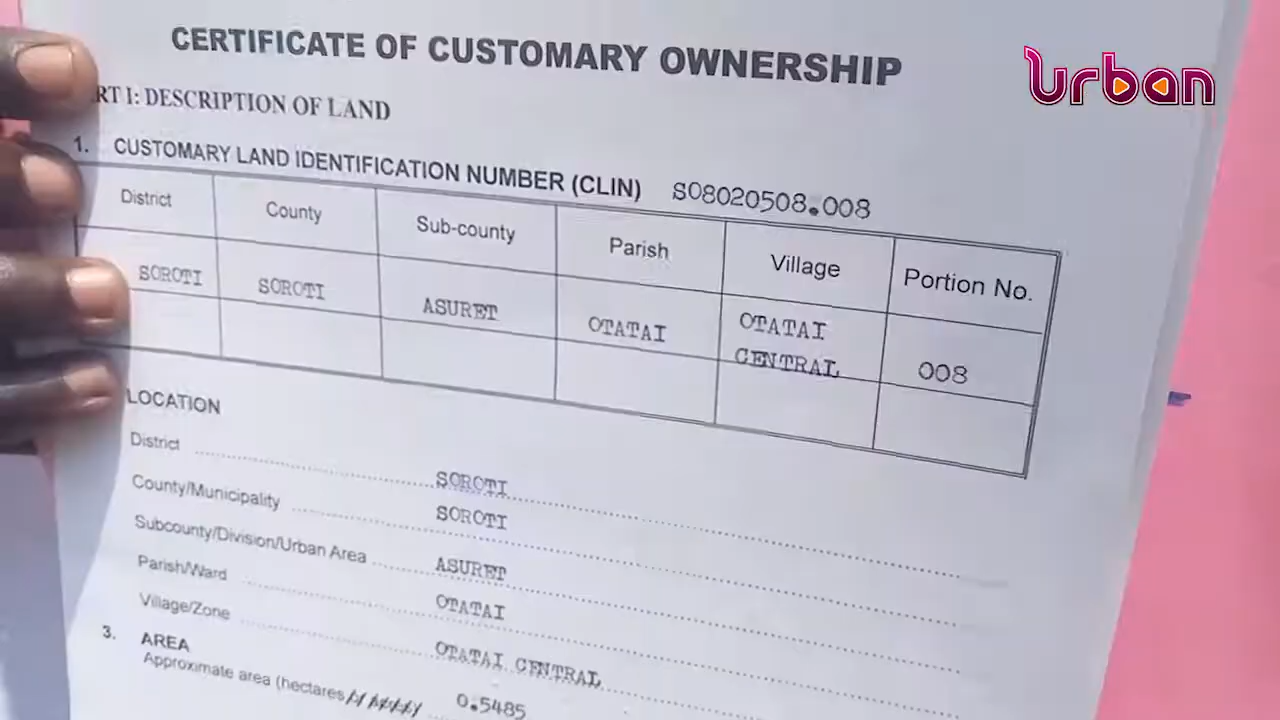 CERTIFICATE OF CUSTOMARY OWNERSHIP
Urban
RT I: DESCRIPTION OF LAND
1. CUSTOMARY LAND IDENTIFICATION NUMBER (CLIN) S08020508.008
District County Sub-county Parish Village Portion No.
SOROTI SOROTI ASURET OTATAI OTATAI CENTRAL 008
LOCATION
District SOROTI
County/Municipality SOROTI
Subcounty/Division/Urban Area ASURET
Parish/Ward OTATAI
Village/Zone OTATAI CENTRAL
3. AREA
Approximate area (hectares 0.5485